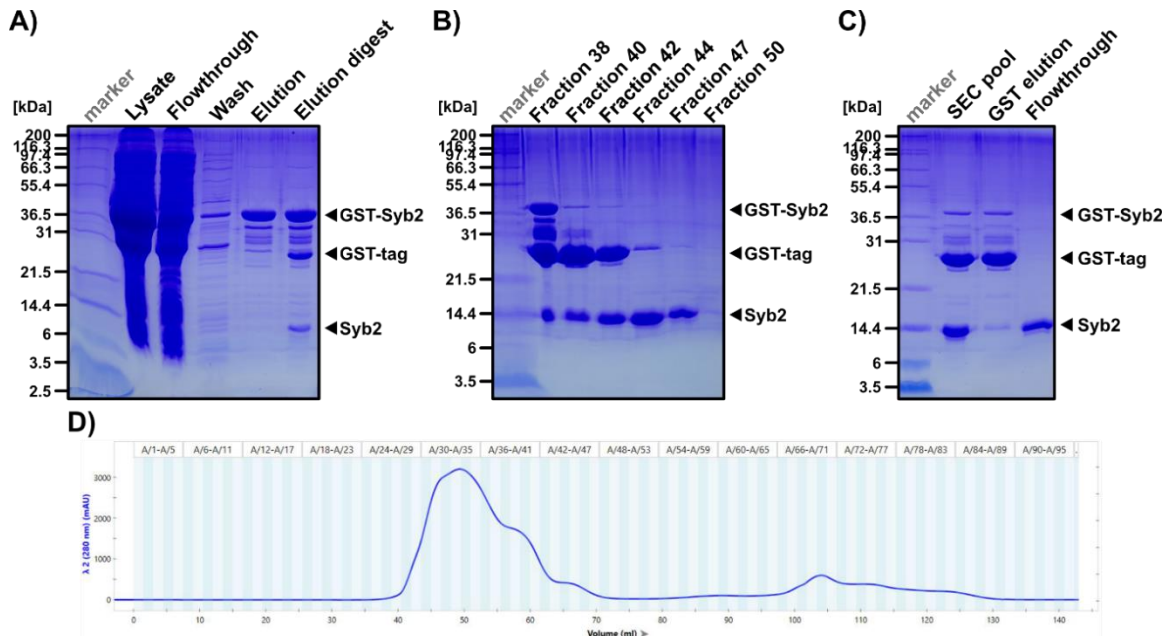 A)
marker
Lysate
Flowthrough
Wash
Elution
Elution digest
[kDa]
200
116.3
97.4
66.3
55.4
36.5
31
21.5
14.4
6
3.5
2.5
GST-Syb2
GST-tag
Syb2
B)
marker
Fraction 38
Fraction 40
Fraction 42
Fraction 44
Fraction 47
Fraction 50
[kDa]
200
116.3
97.4
66.3
55.4
36.5
31
21.5
14.4
6
3.5
GST-Syb2
GST-tag
Syb2
C)
marker
SEC pool
GST elution
Flowthrough
[kDa]
200
116.3
97.4
66.3
55.4
36.5
31
21.5
14.4
6
3.5
GST-Syb2
GST-tag
Syb2
D)
A/1-A/5 A/6-A/11 A/12-A/17 A/18-A/23 A/24-A/29 A/30-A/35 A/36-A/41 A/42-A/47 A/48-A/53 A/54-A/59 A/60-A/65 A/66-A/71 A/72-A/77 A/78-A/83 A/84-A/89 A/90-A/95
λ 2 (280 nm) (mAU)
3000
2000
1000
0
0 10 20 30 40 50 60 70 80 90 100 110 120 130 140
Volume (ml)